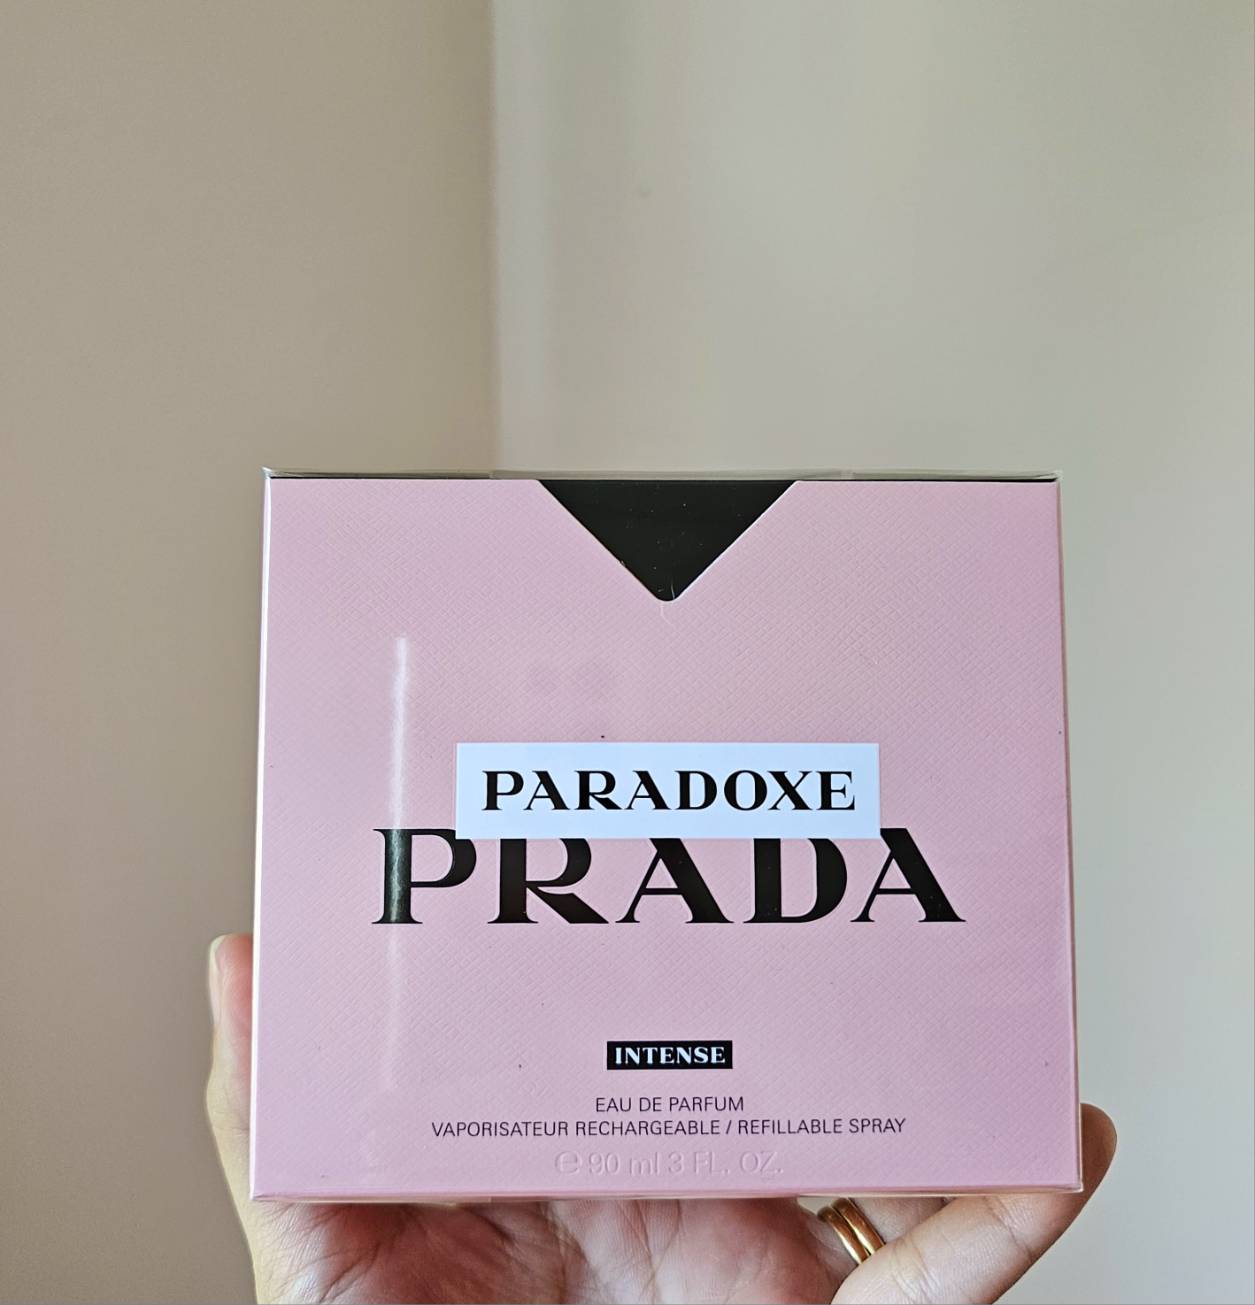 PARADOXE
PRADA
INTENSE
EAU DE PARFUM
VAPORISATEUR RECHARGEABLE / REFILLABLE SPRAY
℮ 90 ml 3 FL. OZ.